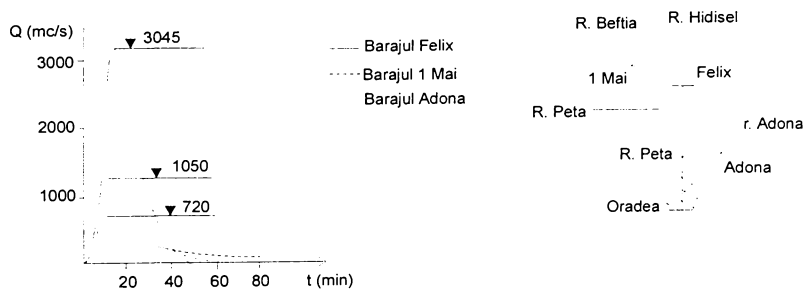 Q (mc/s)
3000
2000
1000
3045
1050
720
20 40 60 80 t (min)
Barajul Felix
Barajul 1 Mai
Barajul Adona
R. Beftia
R. Hidisel
1 Mai
Felix
R. Peta
r. Adona
R. Peta
Adona
Oradea